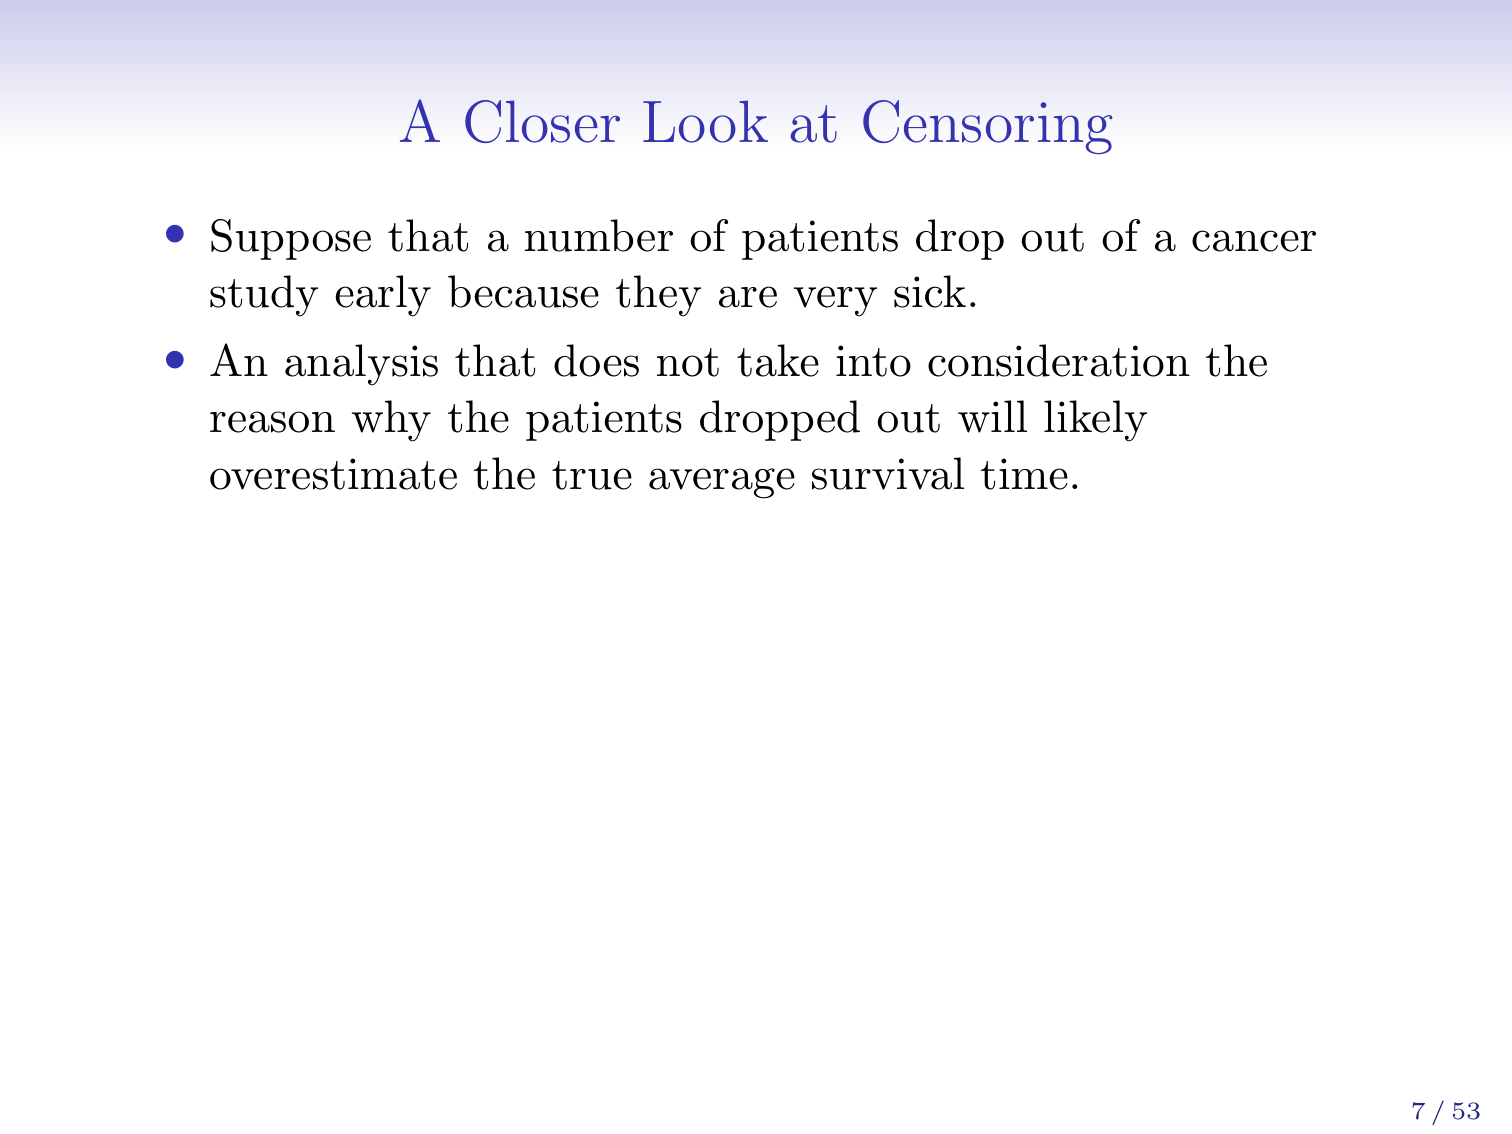 A Closer Look at Censoring
• Suppose that a number of patients drop out of a cancer
study early because they are very sick.
• An analysis that does not take into consideration the
reason why the patients dropped out will likely
overestimate the true average survival time.
7 / 53